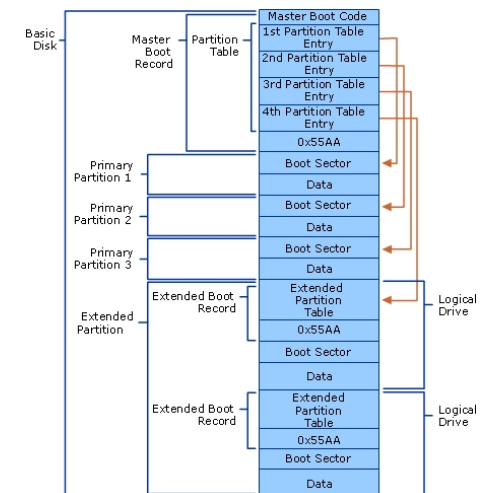 Master Boot Code
Basic
Disk
Master
Boot
Record
Partition
Table
1st Partition Table
Entry
2nd Partition Table
Entry
3rd Partition Table
Entry
4th Partition Table
Entry
0x55AA
Primary
Partition 1
Boot Sector
Data
Primary
Partition 2
Boot Sector
Data
Primary
Partition 3
Boot Sector
Data
Extended
Partition
Extended Boot
Record
Extended
Partition
Table
0x55AA
Boot Sector
Data
Logical
Drive
Extended Boot
Record
Extended
Partition
Table
0x55AA
Boot Sector
Data
Logical
Drive